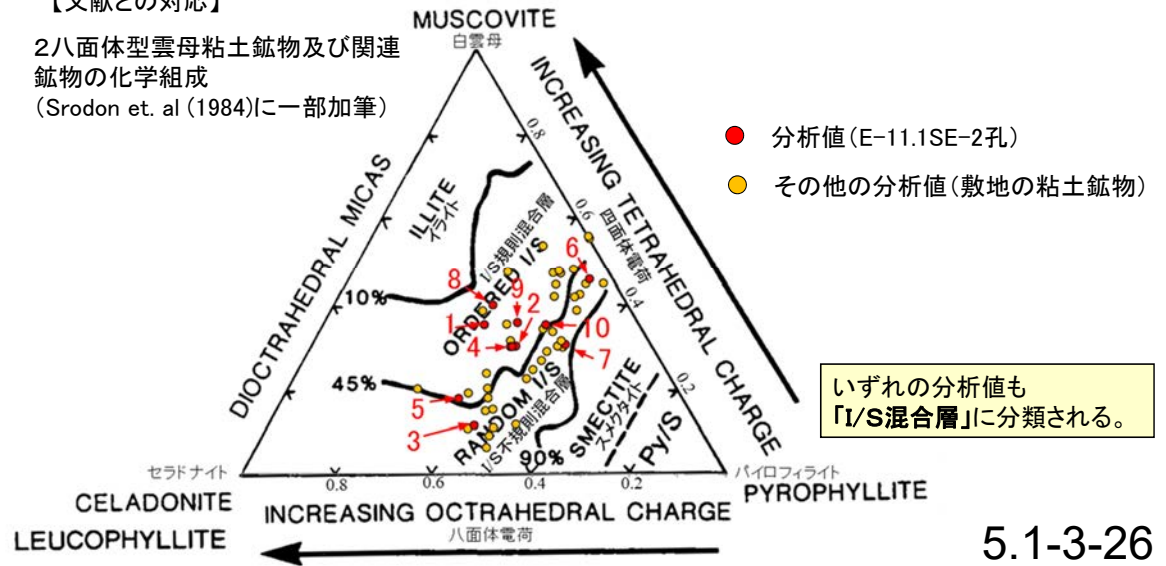 【文献との対応】
2八面体型雲母粘土鉱物及び関連
鉱物の化学組成
(Srodon et. al (1984)に一部加筆)
MUSCOVITE
白雲母
分析値(E-11.1SE-2孔)
その他の分析値(敷地の粘土鉱物)
INCREASING TETRAHEDRAL CHARGE
四面体電荷
0.8
0.6
0.4
0.2
DIOCTRAHEDRAL MICAS
ILLITE
イライト
I/S規則混合層
ORDERED I/S
10%
45%
90%
8
9
2
6
1
4
10
7
5
3
RANDOM I/S
I/S不規則混合層
SMECTITE
スメクタイト
Py/S
いずれの分析値も
「I/S混合層」に分類される。
セラドナイト
CELADONITE
LEUCOPHYLLITE
0.8
0.6
0.4
0.2
パイロフィライト
PYROPHYLLITE
INCREASING OCTRAHEDRAL CHARGE
八面体電荷
5.1-3-26